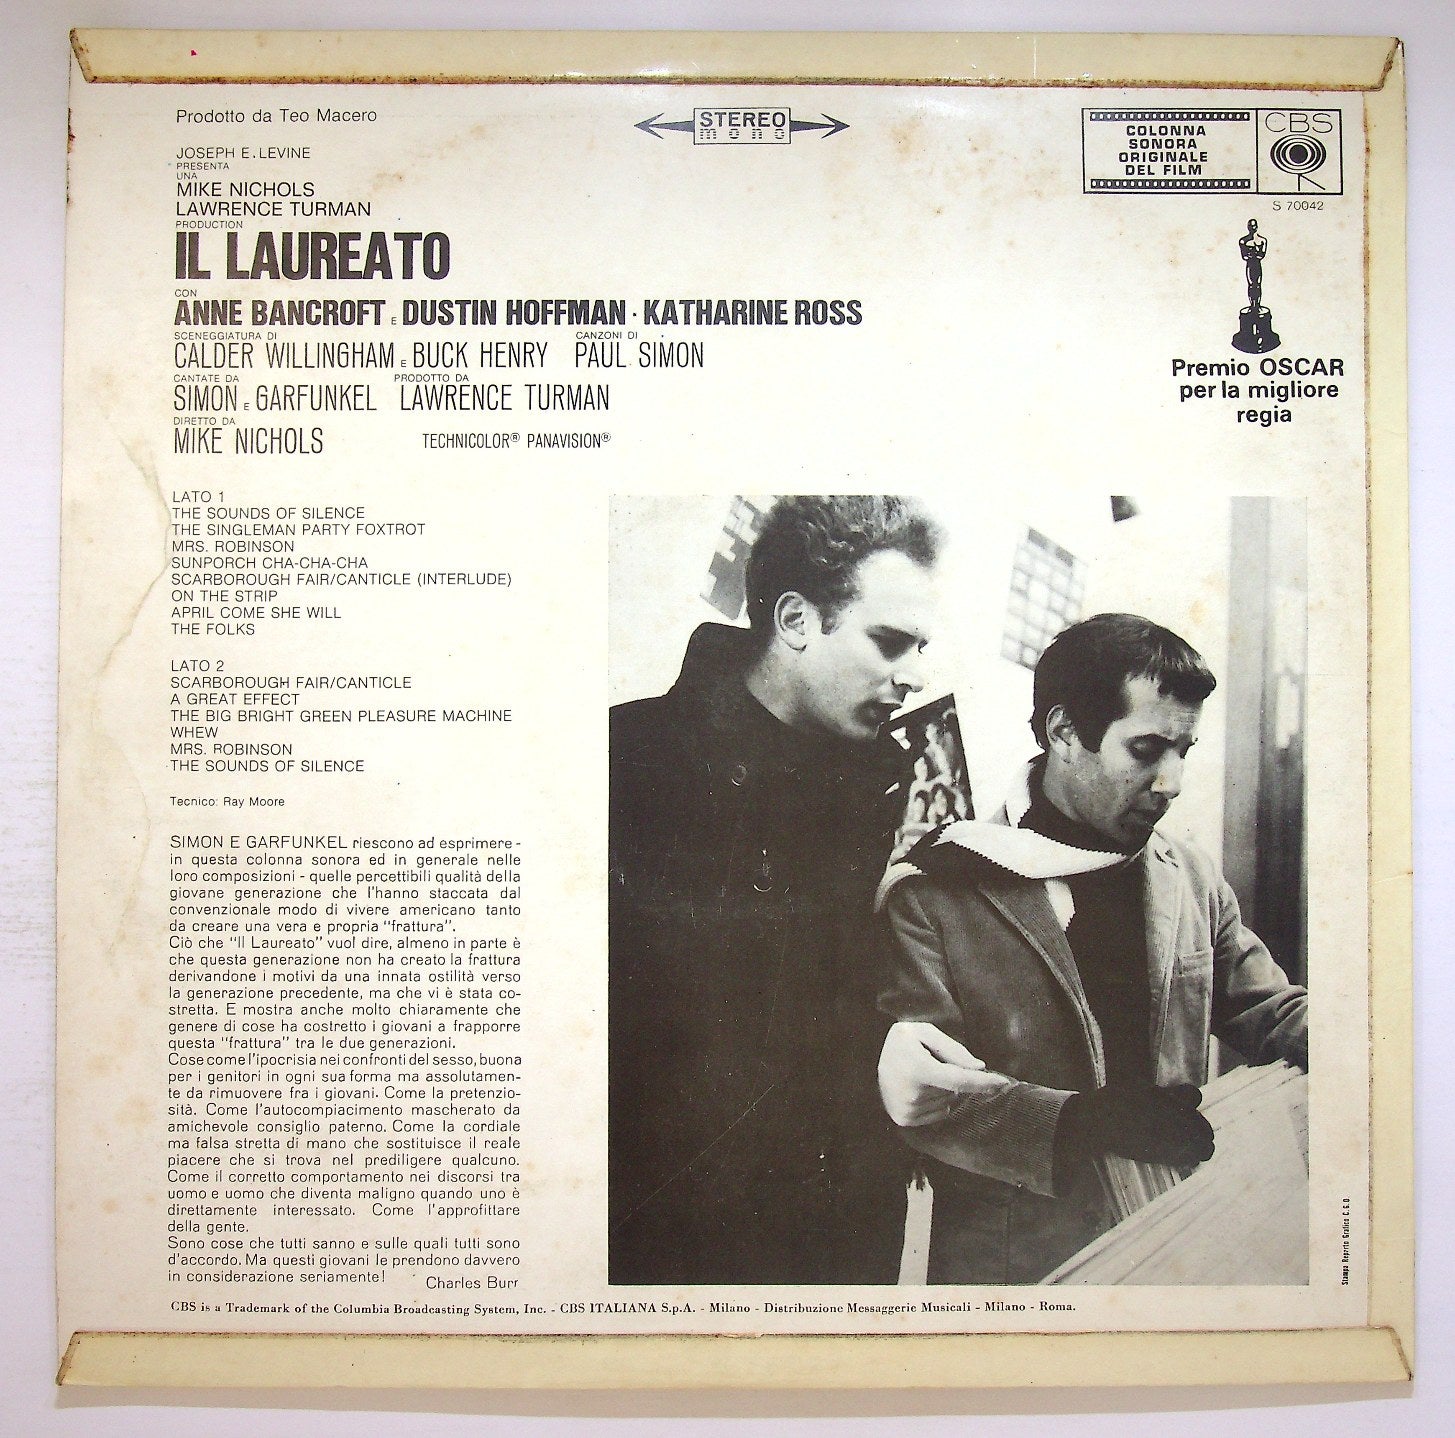 Prodotto da Teo Macero
STEREO
mono
COLONNA
SONORA
ORIGINALE
DEL FILM
CBS
S 70042
JOSEPH E. LEVINE
PRESENTA
UNA
MIKE NICHOLS
LAWRENCE TURMAN
PRODUCTION
IL LAUREATO
CON
ANNE BANCROFT E DUSTIN HOFFMAN · KATHARINE ROSS
SCENEGGIATURA DI CANZONI DI
CALDER WILLINGHAM E BUCK HENRY PAUL SIMON
CANTATE DA PRODOTTO DA
SIMON E GARFUNKEL LAWRENCE TURMAN
DIRETTO DA
MIKE NICHOLS TECHNICOLOR® PANAVISION®
Premio OSCAR
per la migliore
regia
LATO 1
THE SOUNDS OF SILENCE
THE SINGLEMAN PARTY FOXTROT
MRS. ROBINSON
SUNPORCH CHA-CHA-CHA
SCARBOROUGH FAIR/CANTICLE (INTERLUDE)
ON THE STRIP
APRIL COME SHE WILL
THE FOLKS
LATO 2
SCARBOROUGH FAIR/CANTICLE
A GREAT EFFECT
THE BIG BRIGHT GREEN PLEASURE MACHINE
WHEW
MRS. ROBINSON
THE SOUNDS OF SILENCE
Tecnico: Ray Moore
SIMON E GARFUNKEL riescono ad esprimere -
in questa colonna sonora ed in generale nelle
loro composizioni - quelle percettibili qualità della
giovane generazione che l'hanno staccata dal
convenzionale modo di vivere americano tanto
da creare una vera e propria "frattura".
Ciò che "Il Laureato" vuol dire, almeno in parte è
che questa generazione non ha creato la frattura
derivandone i motivi da una innata ostilità verso
la generazione precedente, ma che vi è stata co-
stretta. E mostra anche molto chiaramente che
genere di cose ha costretto i giovani a frapporre
questa "frattura" tra le due generazioni.
Cose come l'ipocrisia nei confronti del sesso, buona
per i genitori in ogni sua forma ma assolutamen-
te da rimuovere fra i giovani. Come la pretenzio-
sità. Come l'autocompiacimento mascherato da
amichevole consiglio paterno. Come la cordiale
ma falsa stretta di mano che sostituisce il reale
piacere che si trova nel prediligere qualcuno.
Come il corretto comportamento nei discorsi tra
uomo e uomo che diventa maligno quando uno è
direttamente interessato. Come l'approfittare
della gente.
Sono cose che tutti sanno e sulle quali tutti sono
d'accordo. Ma questi giovani le prendono davvero
in considerazione seriamente!
Charles Burr
Stampa Reparto Grafico C.G.D.
CBS is a Trademark of the Columbia Broadcasting System, Inc. - CBS ITALIANA S.p.A. - Milano - Distribuzione Messaggerie Musicali - Milano - Roma.